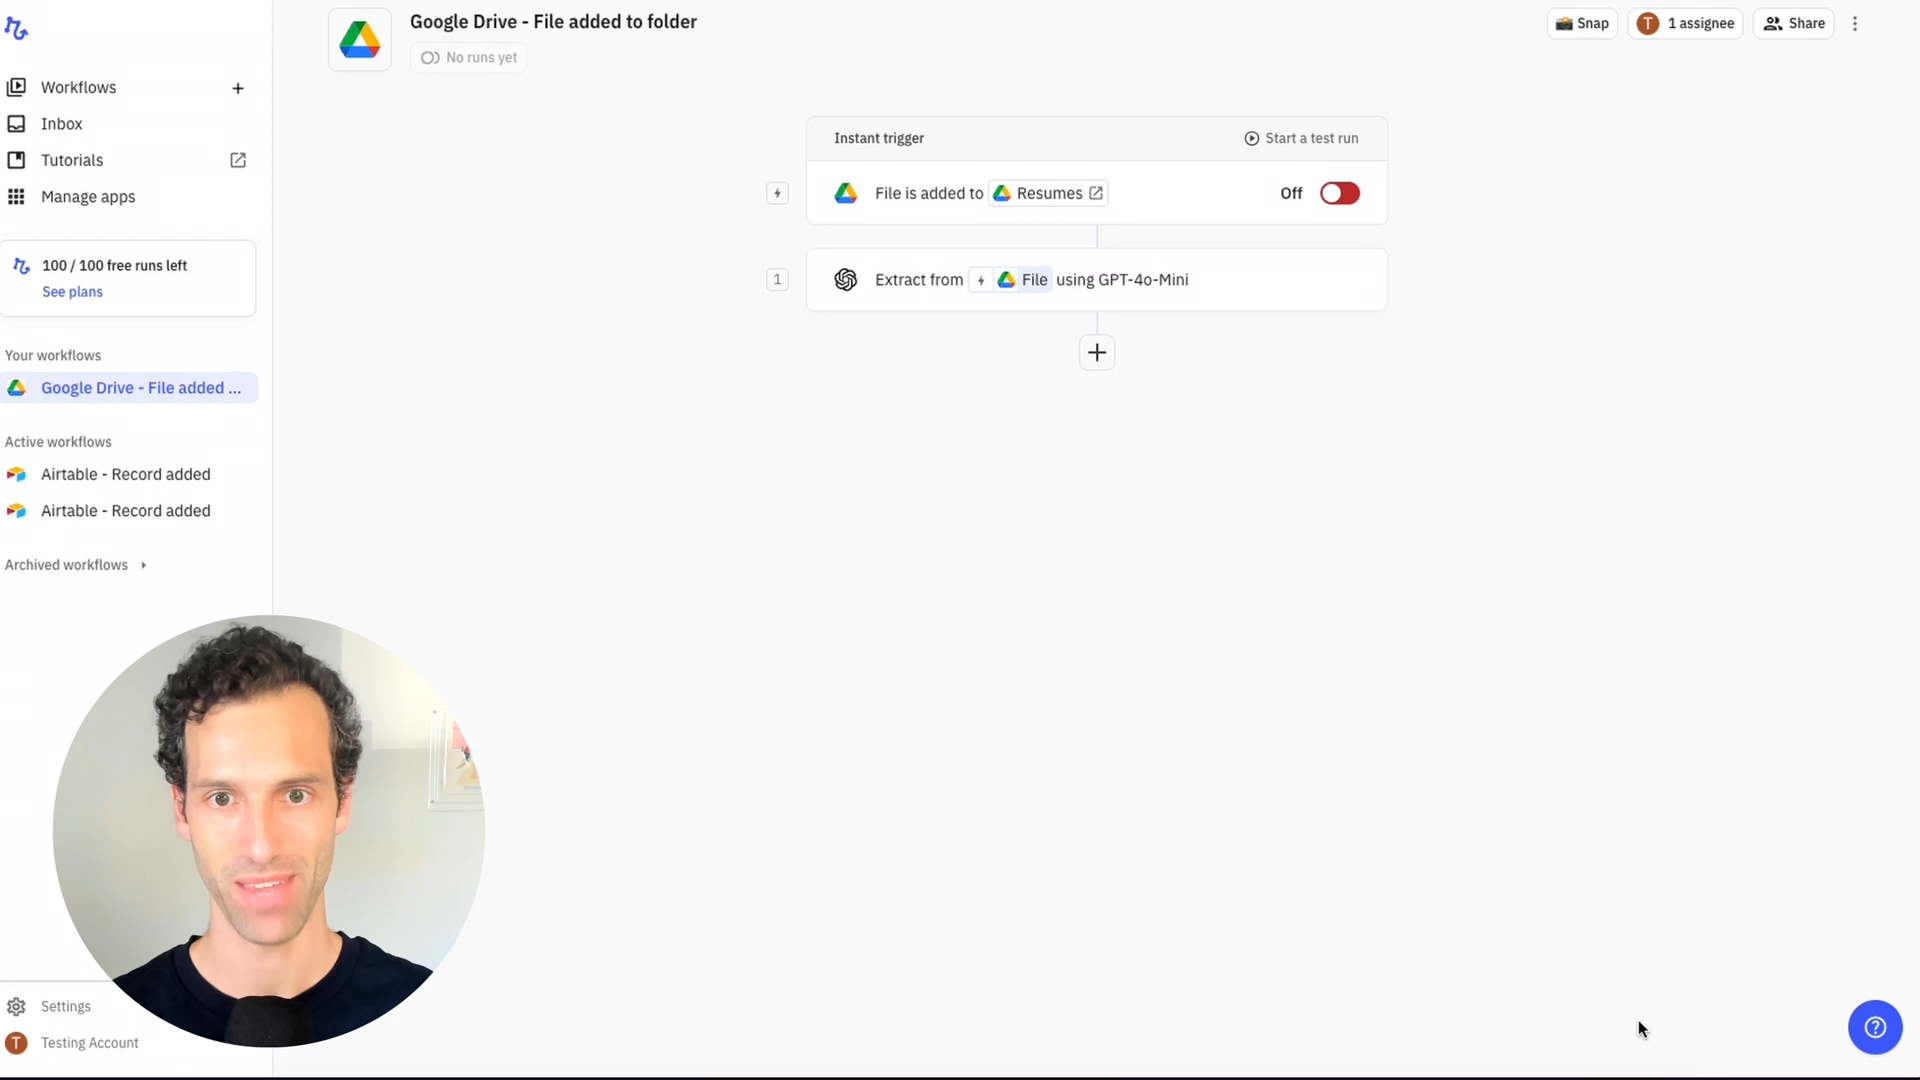 Google Drive - File added to folder
No runs yet
📸 Snap
T 1 assignee
Share
Workflows
Inbox
Tutorials
Manage apps
100 / 100 free runs left
See plans
Your workflows
Google Drive - File added ...
Active workflows
Airtable - Record added
Airtable - Record added
Archived workflows
Settings
T Testing Account
Instant trigger
Start a test run
File is added to Resumes
Off
1
Extract from File using GPT-4o-Mini